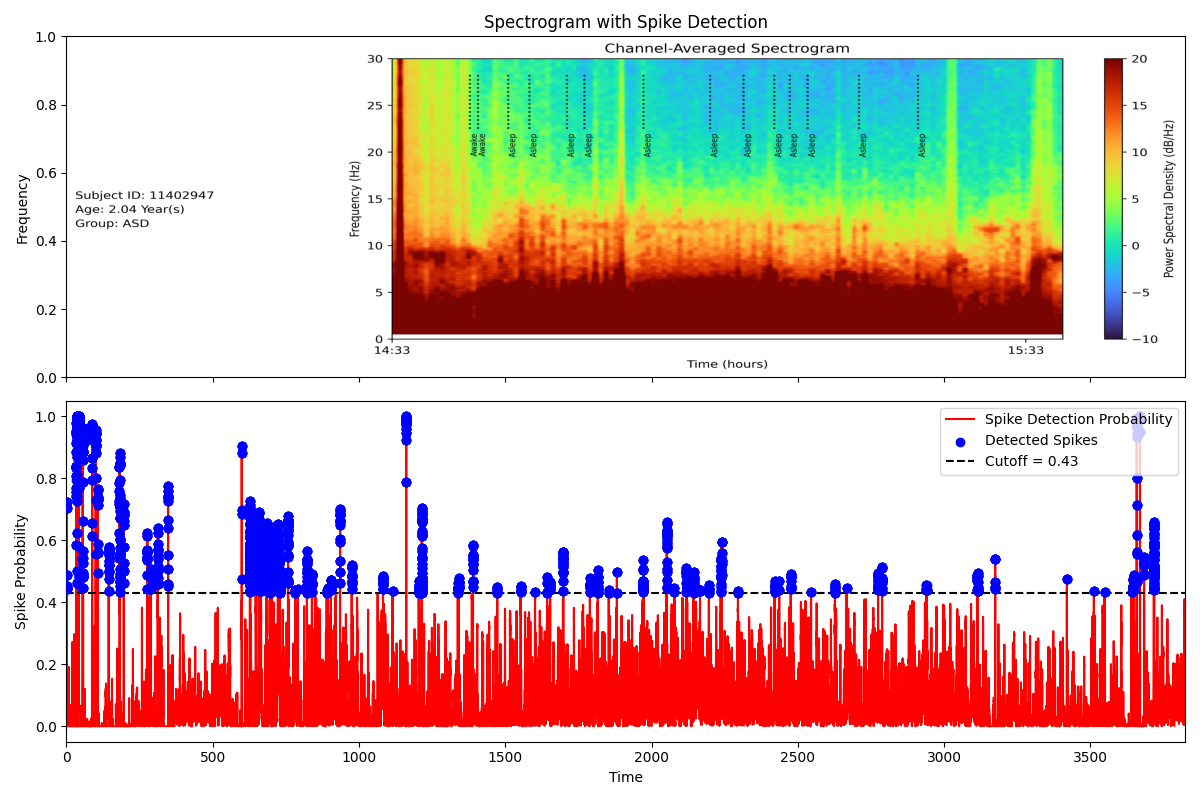 Spectrogram with Spike Detection
Channel-Averaged Spectrogram
Frequency
1.0
0.8
0.6
0.4
0.2
0.0
Subject ID: 11402947
Age: 2.04 Year(s)
Group: ASD
Frequency (Hz)
30
25
20
15
10
5
0
Awake
Awake
Asleep
Asleep
Asleep
Asleep
Asleep
Asleep
Asleep
Asleep
Asleep
Asleep
Asleep
Asleep
14:33
15:33
Time (hours)
20
15
10
5
0
−5
−10
Power Spectral Density (dB/Hz)
Spike Probability
1.0
0.8
0.6
0.4
0.2
0.0
Spike Detection Probability
Detected Spikes
Cutoff = 0.43
0 500 1000 1500 2000 2500 3000 3500
Time